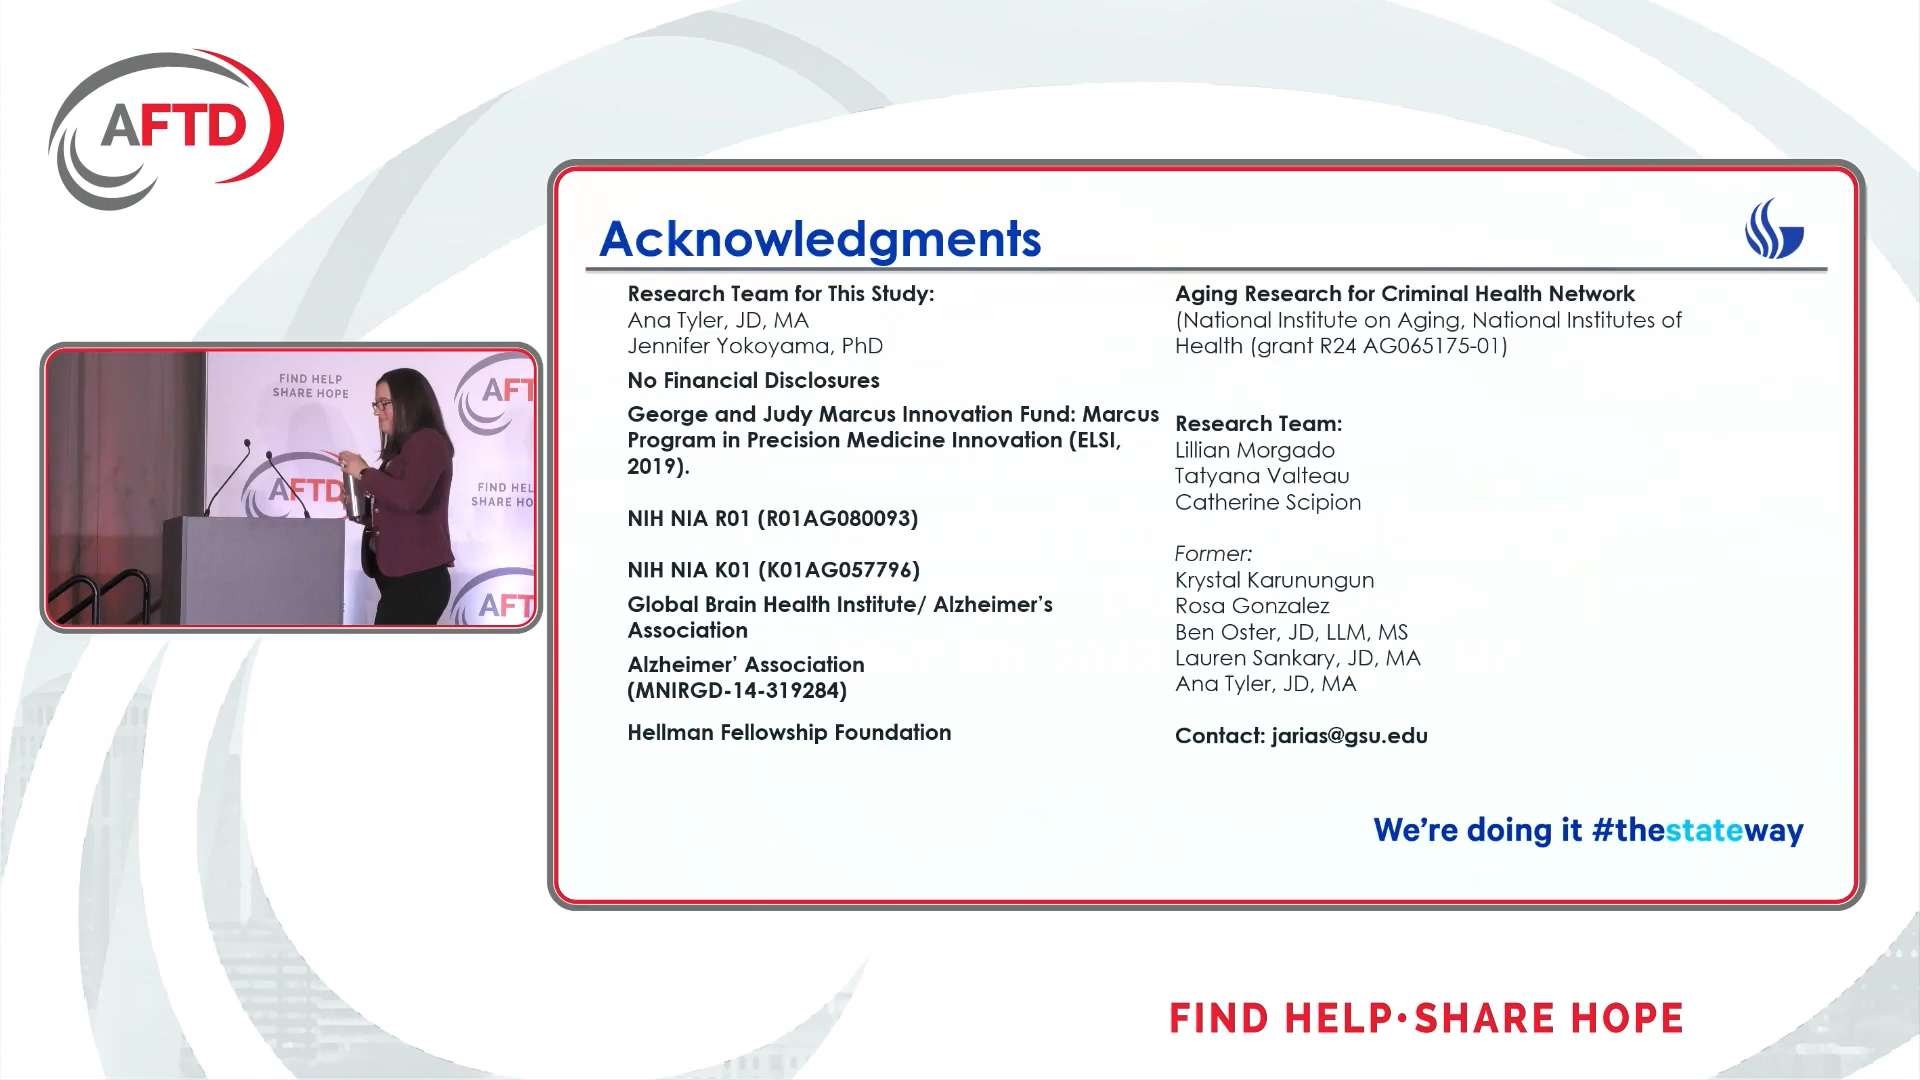 AFTD
Acknowledgments
Research Team for This Study:
Ana Tyler, JD, MA
Jennifer Yokoyama, PhD
No Financial Disclosures
George and Judy Marcus Innovation Fund: Marcus
Program in Precision Medicine Innovation (ELSI,
2019).
NIH NIA R01 (R01AG080093)
NIH NIA K01 (K01AG057796)
Global Brain Health Institute/ Alzheimer’s
Association
Alzheimer’ Association
(MNIRGD-14-319284)
Hellman Fellowship Foundation
Aging Research for Criminal Health Network
(National Institute on Aging, National Institutes of
Health (grant R24 AG065175-01)
Research Team:
Lillian Morgado
Tatyana Valteau
Catherine Scipion
Former:
Krystal Karunungun
Rosa Gonzalez
Ben Oster, JD, LLM, MS
Lauren Sankary, JD, MA
Ana Tyler, JD, MA
Contact: jarias@gsu.edu
We’re doing it #thestateway
FIND HELP
SHARE HOPE
AFT
AFTD
FIND HEL
SHARE HO
AFT
FIND HELP•SHARE HOPE